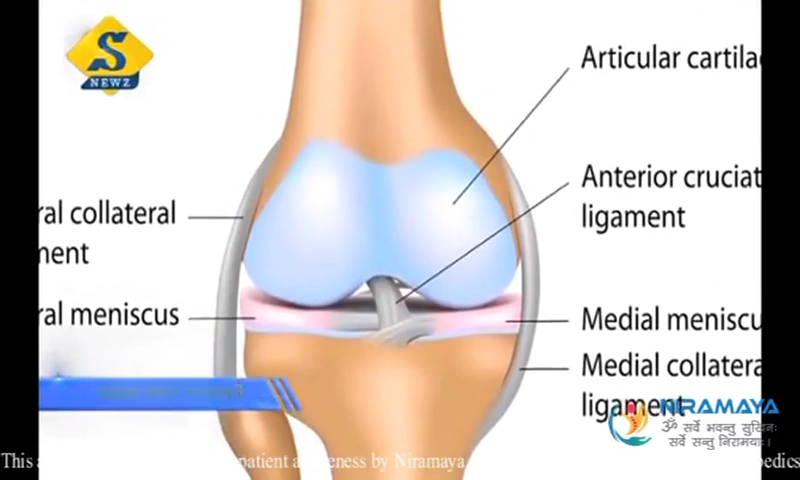 S
NEWZ
Articular cartilag
Anterior cruciat
ligament
ral collateral
ment
ral meniscus
Medial meniscu
Medial collatera
ligament
NIRAMAYA
ॐ सर्वे भवन्तु सुखिनः
सर्वे सन्तु निरामयाः।
This a patient a eness by Niramaya pedics